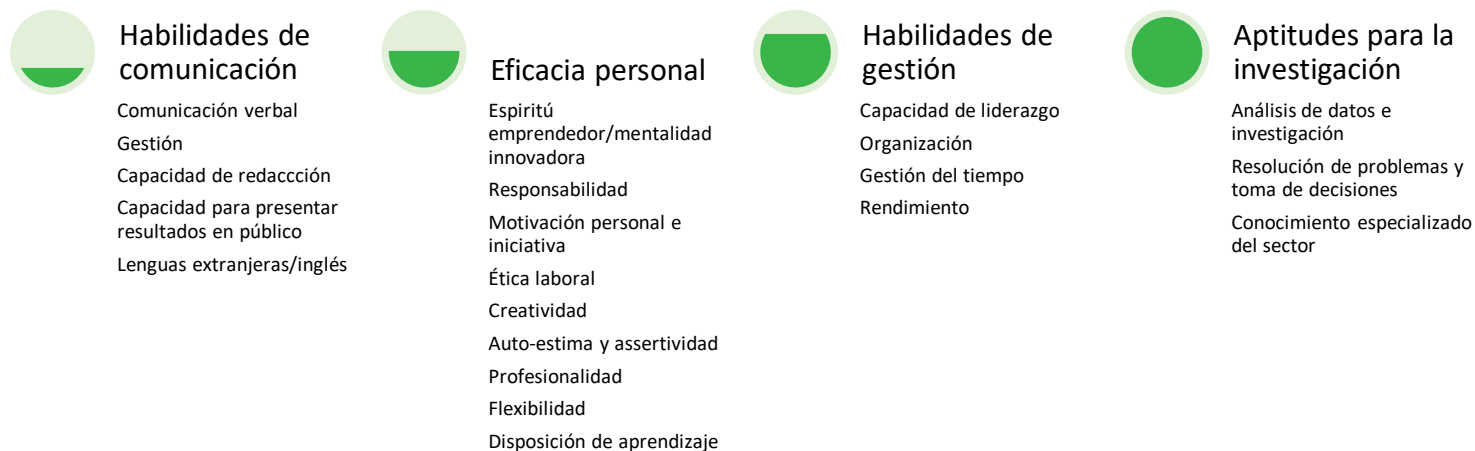 Habilidades de
comunicación
Comunicación verbal
Gestión
Capacidad de redaccción
Capacidad para presentar
resultados en público
Lenguas extranjeras/inglés
Eficacia personal
Espiritú
emprendedor/mentalidad
innovadora
Responsabilidad
Motivación personal e
iniciativa
Ética laboral
Creatividad
Auto-estima y assertividad
Profesionalidad
Flexibilidad
Disposición de aprendizaje
Habilidades de
gestión
Capacidad de liderazgo
Organización
Gestión del tiempo
Rendimiento
Aptitudes para la
investigación
Análisis de datos e
investigación
Resolución de problemas y
toma de decisiones
Conocimiento especializado
del sector